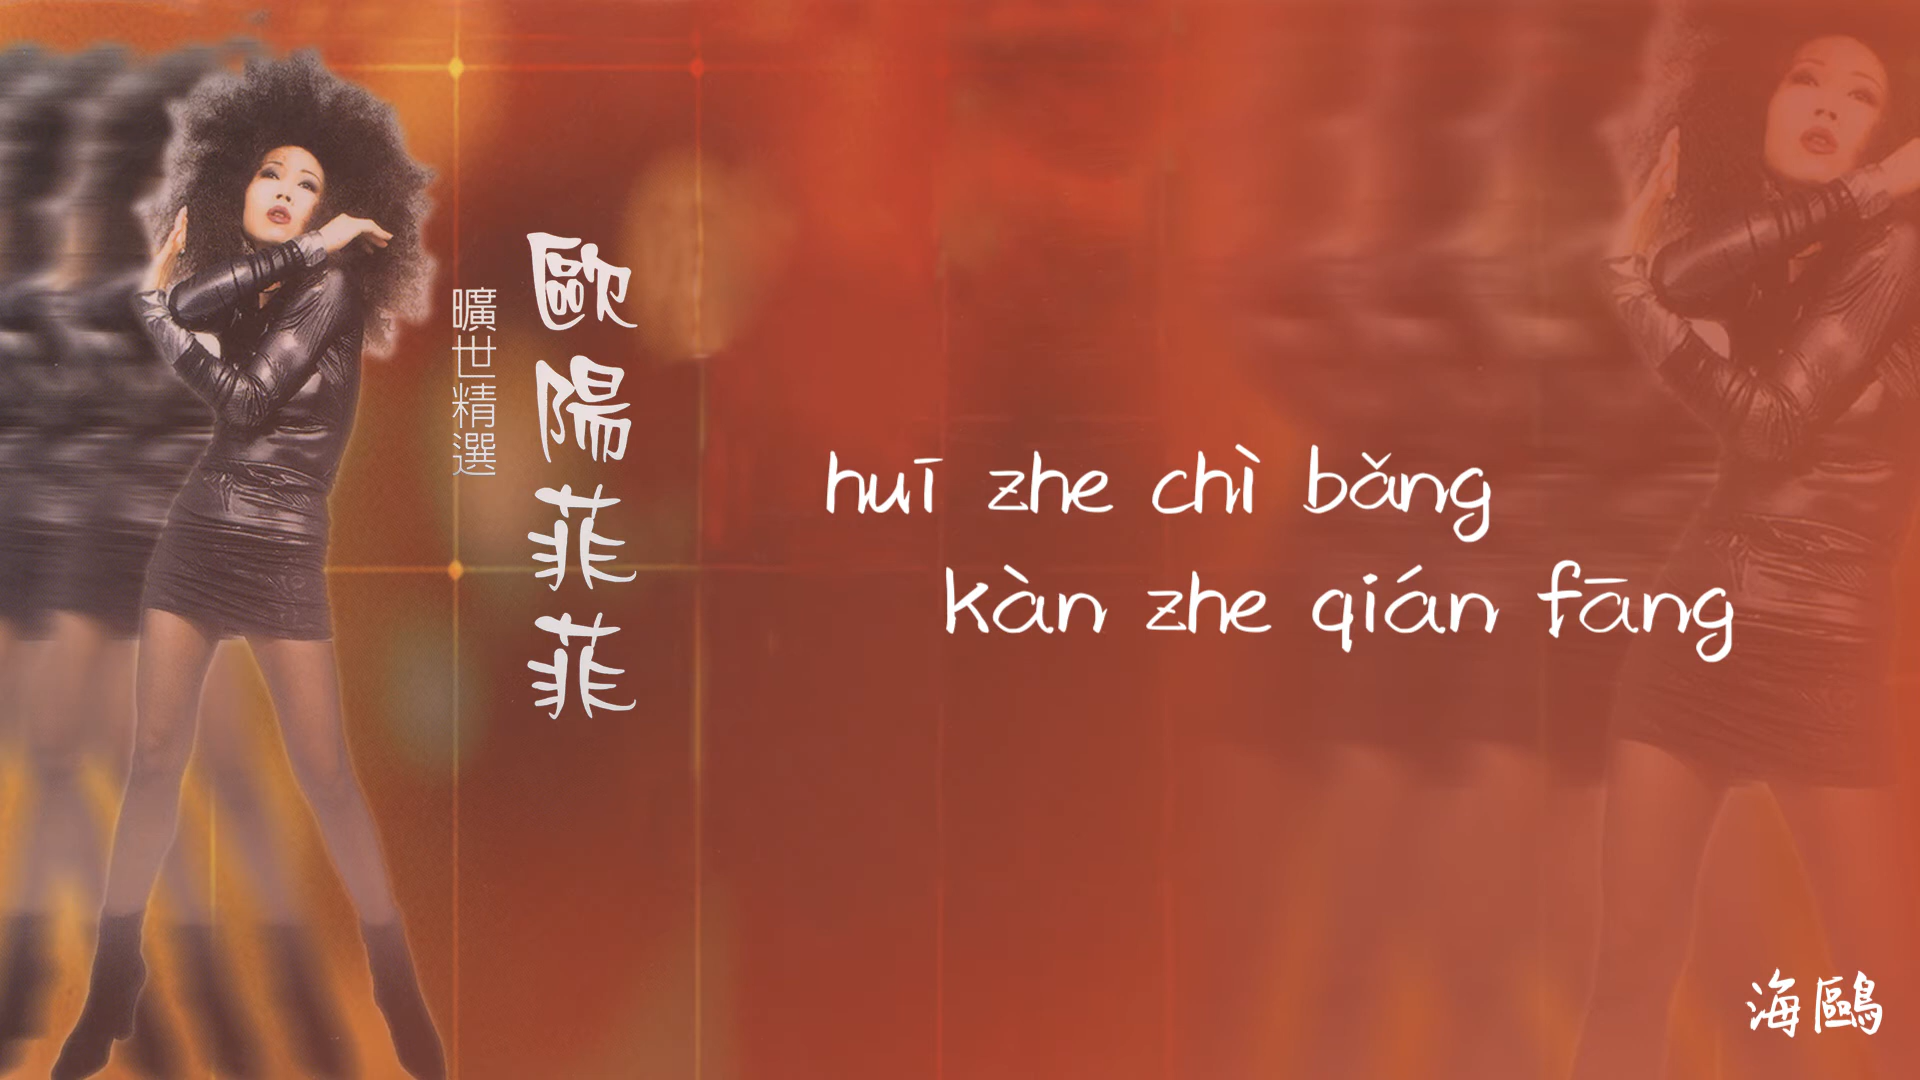 歐陽菲菲
曠世精選
huī zhe chì bǎng
kàn zhe qián fāng
海鷗